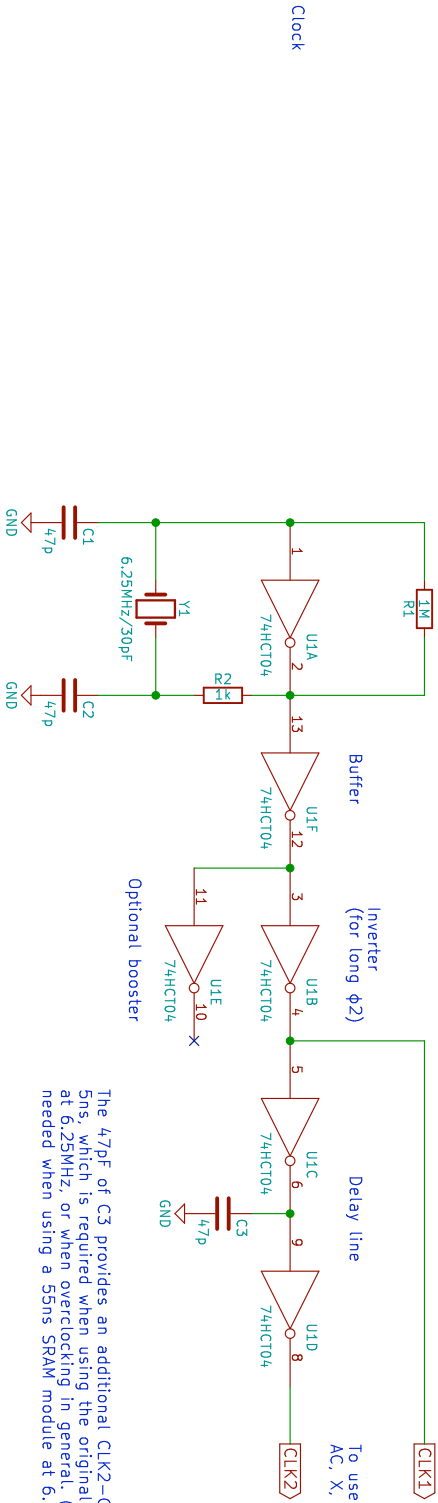 Clock
R1
1M
1
U1A
74HCT04
2
C1
47p
GND
Y1
6.25MHz/30pF
C2
47p
GND
R2
1k
13
Buffer
U1F
74HCT04
12
Inverter
(for long ϕ2)
3
U1B
74HCT04
4
11
U1E
74HCT04
10
Optional booster
5
U1C
74HCT04
6
Delay line
C3
47p
GND
9
U1D
74HCT04
8
CLK1
CLK2
To use
AC, X,
The 47pF of C3 provides an additional CLK2-
5ns, which is required when using the original
at 6.25MHz, or when overclocking in general. (
needed when using a 55ns SRAM module at 6.